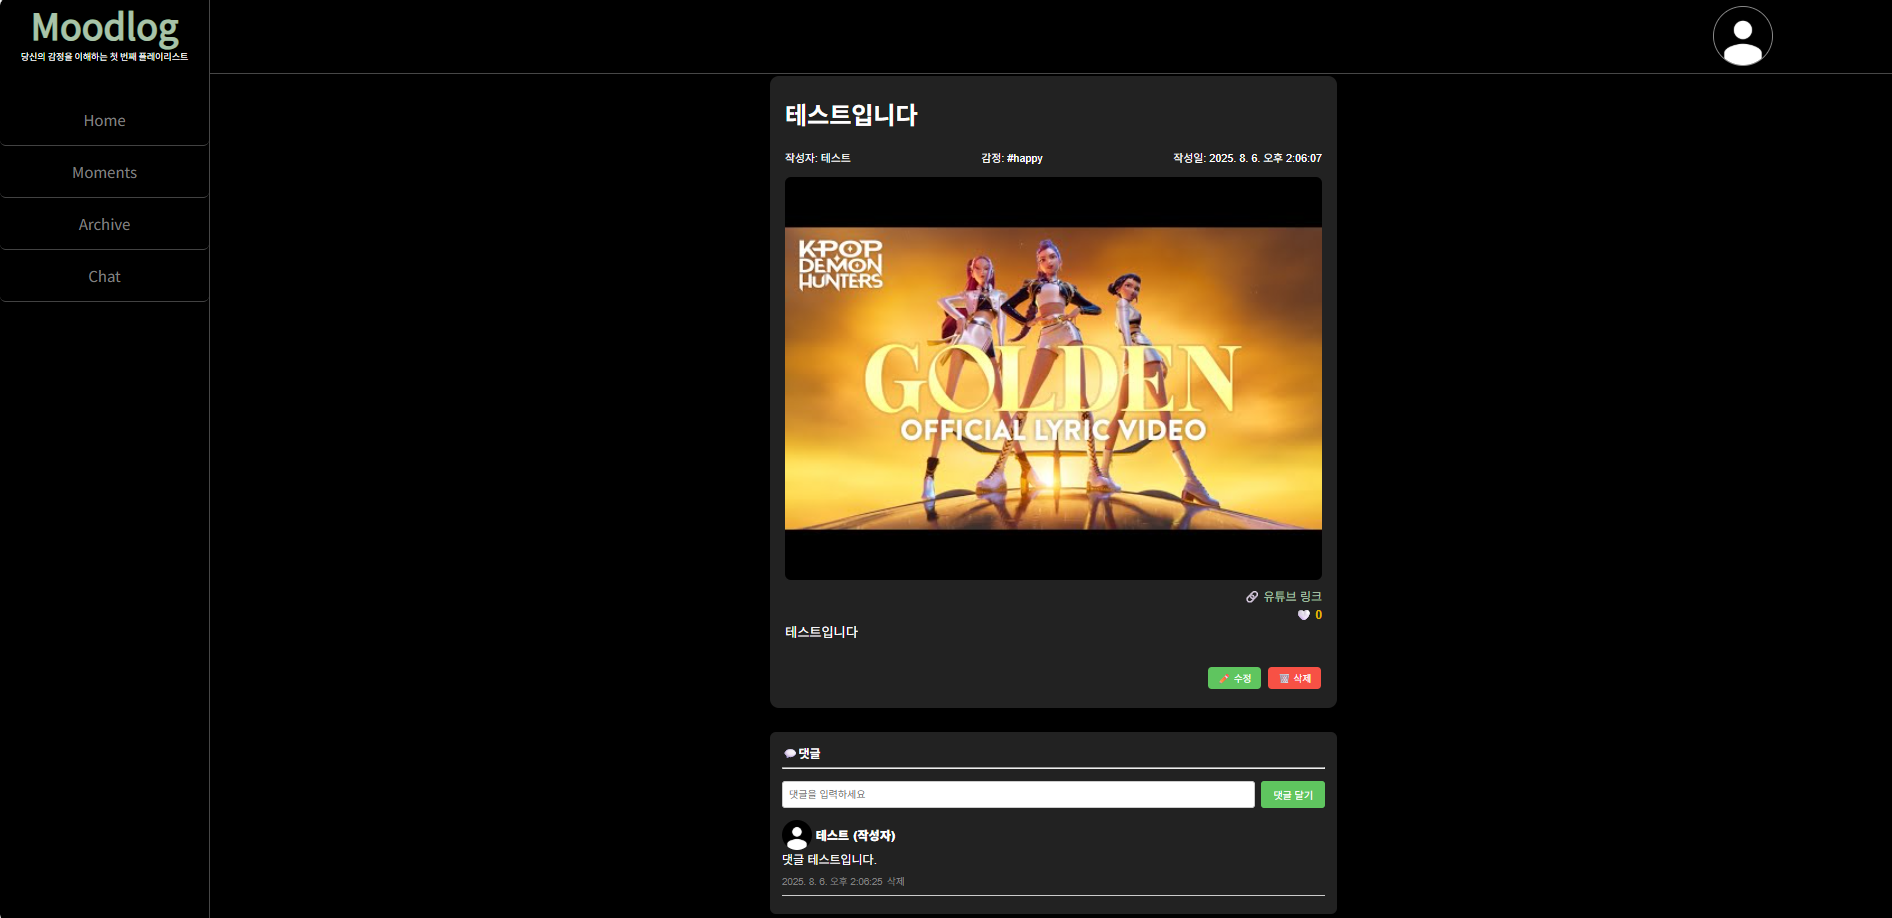 Moodlog
당신의 감정을 이해하는 첫 번째 플레이리스트
Home
Moments
Archive
Chat
테스트입니다
작성자: 테스트 감정: #happy 작성일: 2025. 8. 6. 오후 2:06:07
K-POP
DEMON
HUNTERS
GOLDEN
OFFICIAL LYRIC VIDEO
유튜브 링크
0
테스트입니다
수정 삭제
댓글
댓글을 입력하세요 댓글 달기
테스트 (작성자)
댓글 테스트입니다.
2025. 8. 6. 오후 2:06:25 삭제